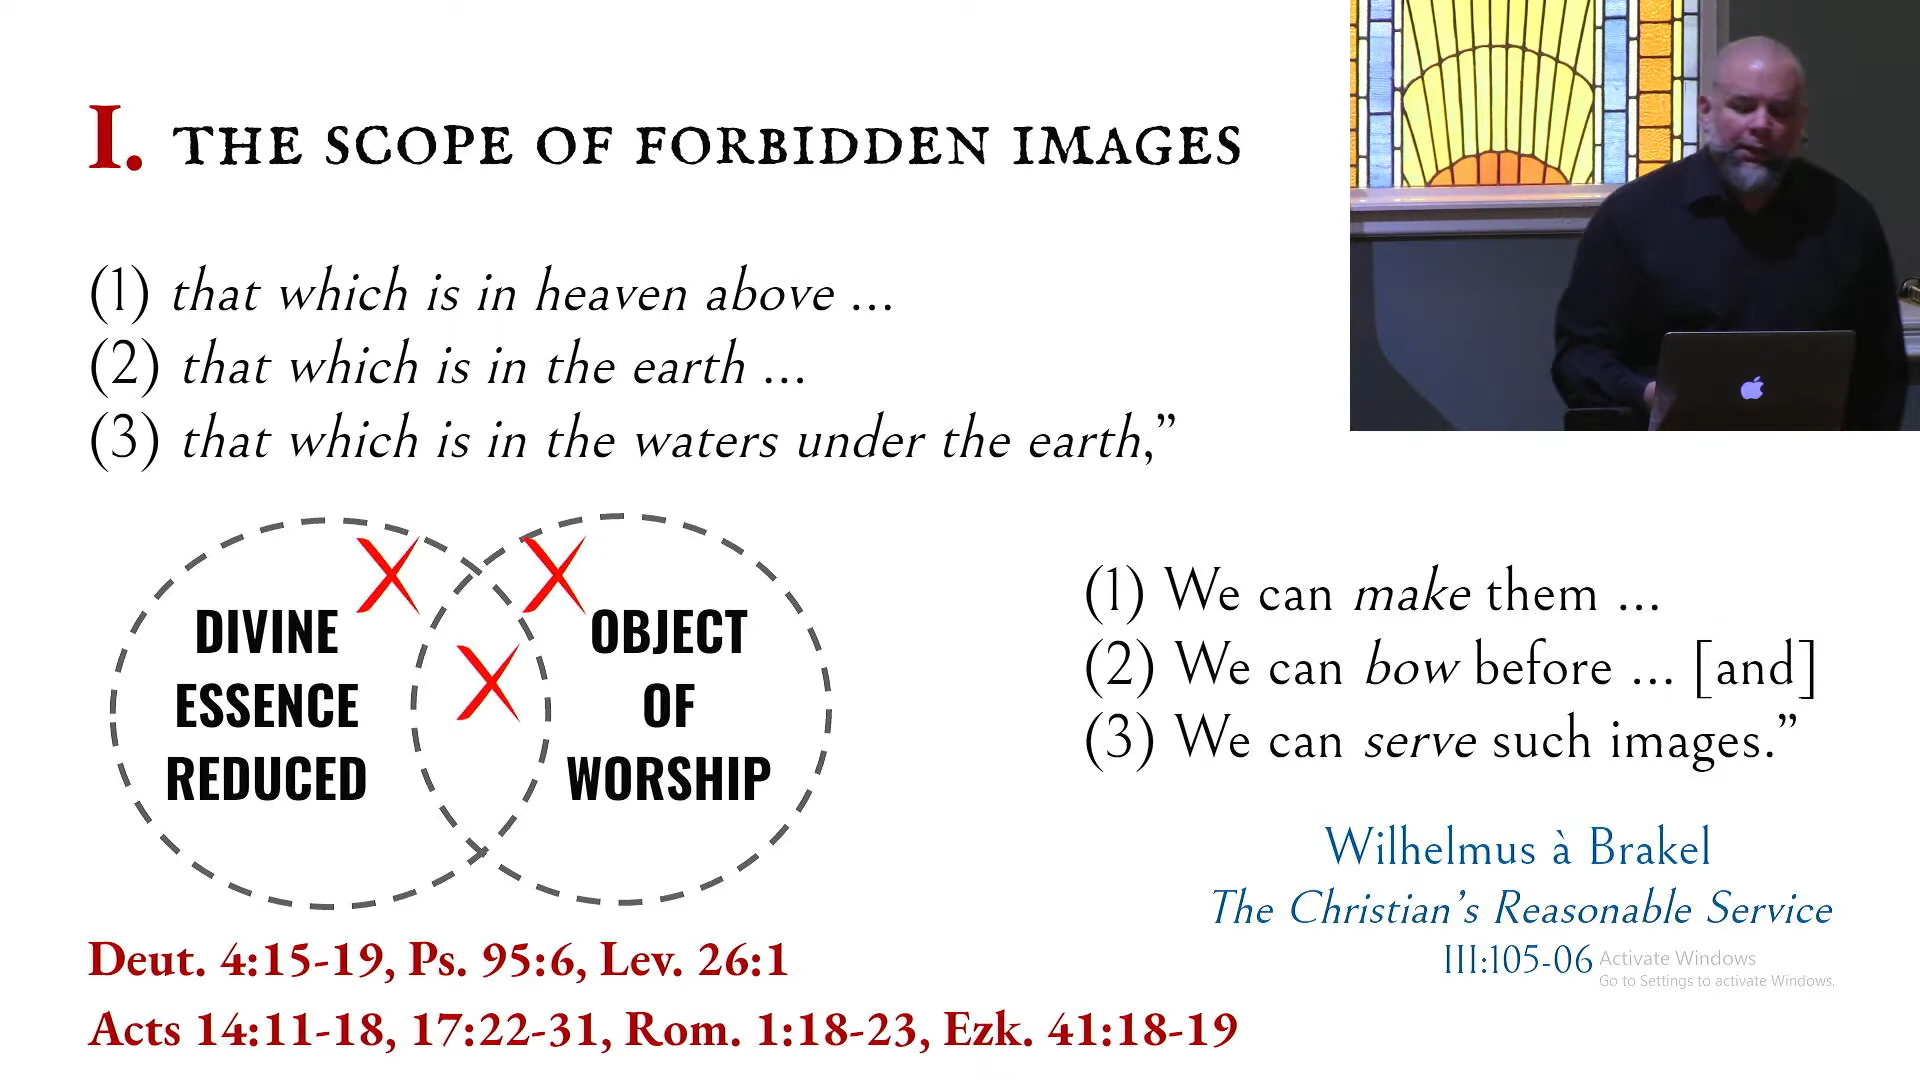 I. THE SCOPE OF FORBIDDEN IMAGES
(1) that which is in heaven above ...
(2) that which is in the earth ...
(3) that which is in the waters under the earth,”
DIVINE
ESSENCE
REDUCED
OBJECT
OF
WORSHIP
(1) We can make them ...
(2) We can bow before ... [and]
(3) We can serve such images.”
Wilhelmus à Brakel
The Christian’s Reasonable Service
III:105-06
Activate Windows
Go to Settings to activate Windows.
Deut. 4:15-19, Ps. 95:6, Lev. 26:1
Acts 14:11-18, 17:22-31, Rom. 1:18-23, Ezk. 41:18-19